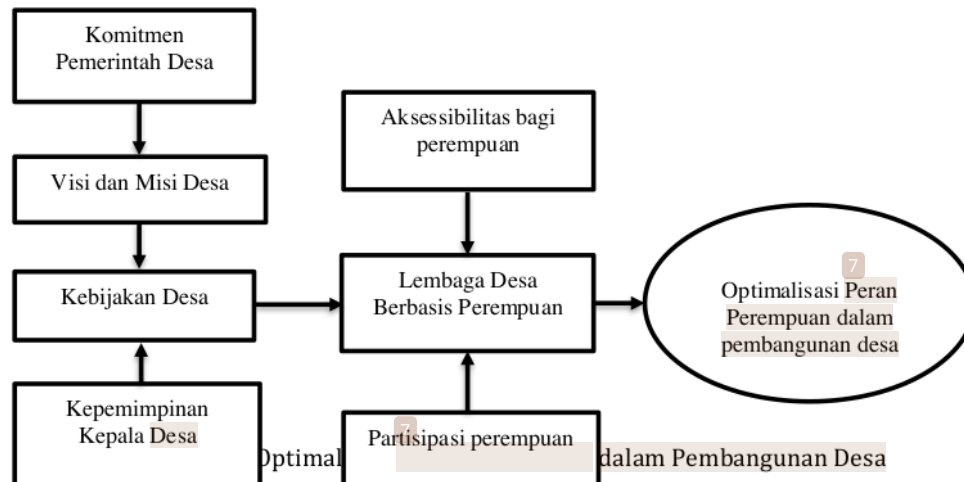 Komitmen
Pemerintah Desa
Visi dan Misi Desa
Kebijakan Desa
Kepemimpinan
Kepala Desa
Aksessibilitas bagi
perempuan
Lembaga Desa
Berbasis Perempuan
7
Partisipasi perempuan
7
Optimalisasi Peran
Perempuan dalam
pembangunan desa
dalam Pembangunan Desa